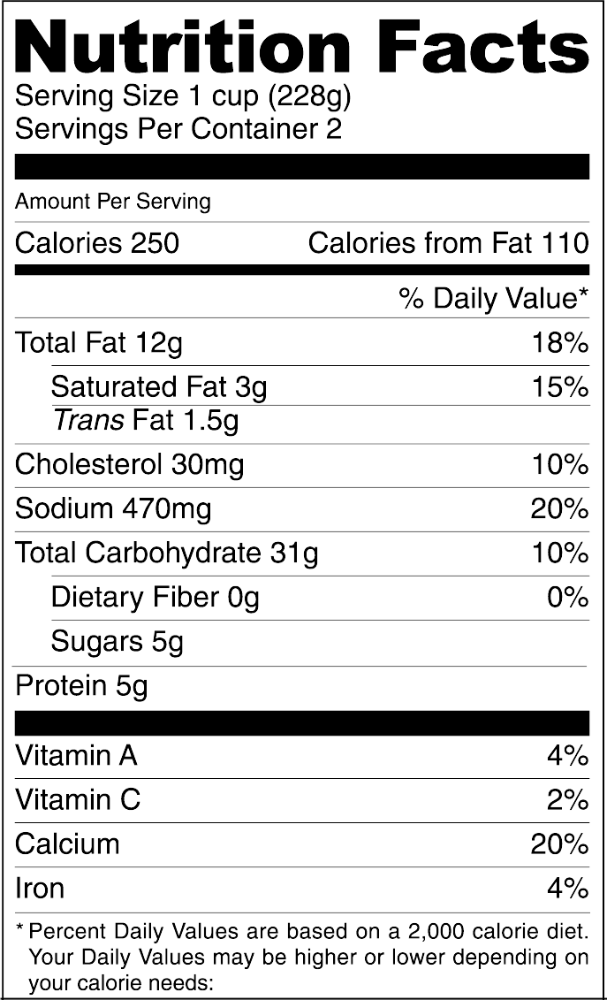 Nutrition Facts
Serving Size 1 cup (228g)
Servings Per Container 2
Amount Per Serving
Calories 250 Calories from Fat 110
% Daily Value*
Total Fat 12g 18%
Saturated Fat 3g 15%
Trans Fat 1.5g
Cholesterol 30mg 10%
Sodium 470mg 20%
Total Carbohydrate 31g 10%
Dietary Fiber 0g 0%
Sugars 5g
Protein 5g
Vitamin A 4%
Vitamin C 2%
Calcium 20%
Iron 4%
* Percent Daily Values are based on a 2,000 calorie diet.
Your Daily Values may be higher or lower depending on
your calorie needs: